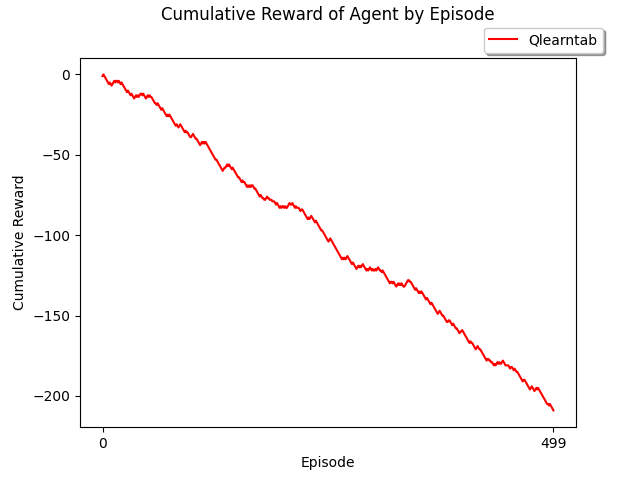 Cumulative Reward of Agent by Episode
Qlearntab
0
−50
−100
−150
−200
Cumulative Reward
0
499
Episode